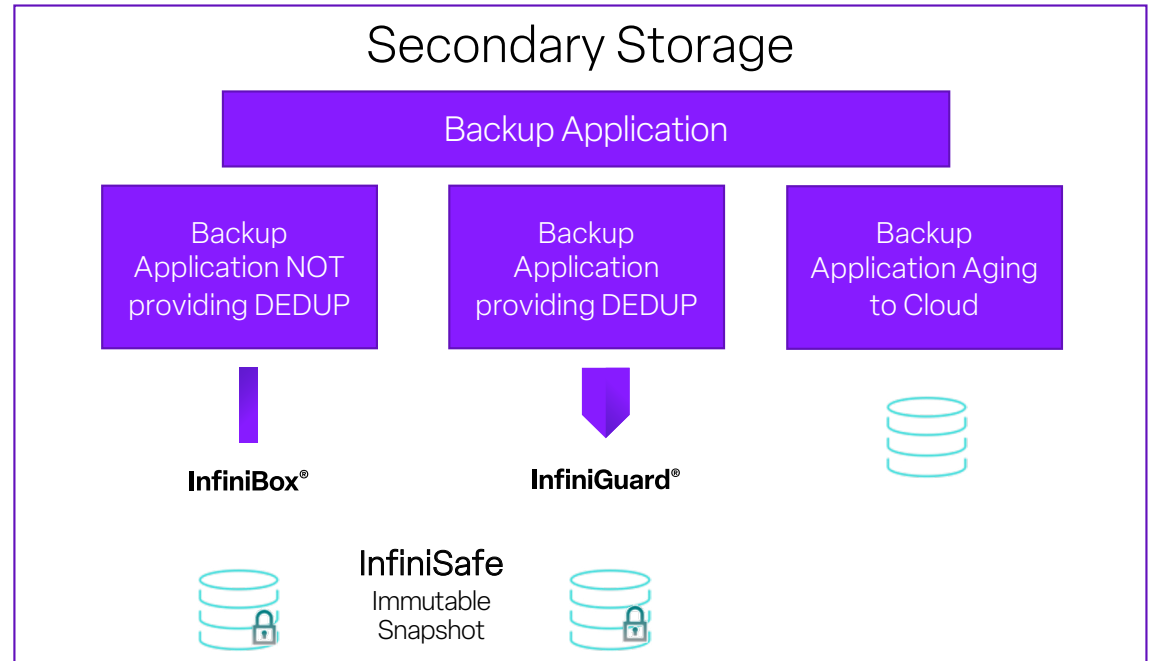 Secondary Storage
Backup Application
Backup
Application NOT
providing DEDUP
Backup
Application
providing DEDUP
Backup
Application Aging
to Cloud
InfiniBox®
InfiniGuard®
InfiniSafe
Immutable
Snapshot